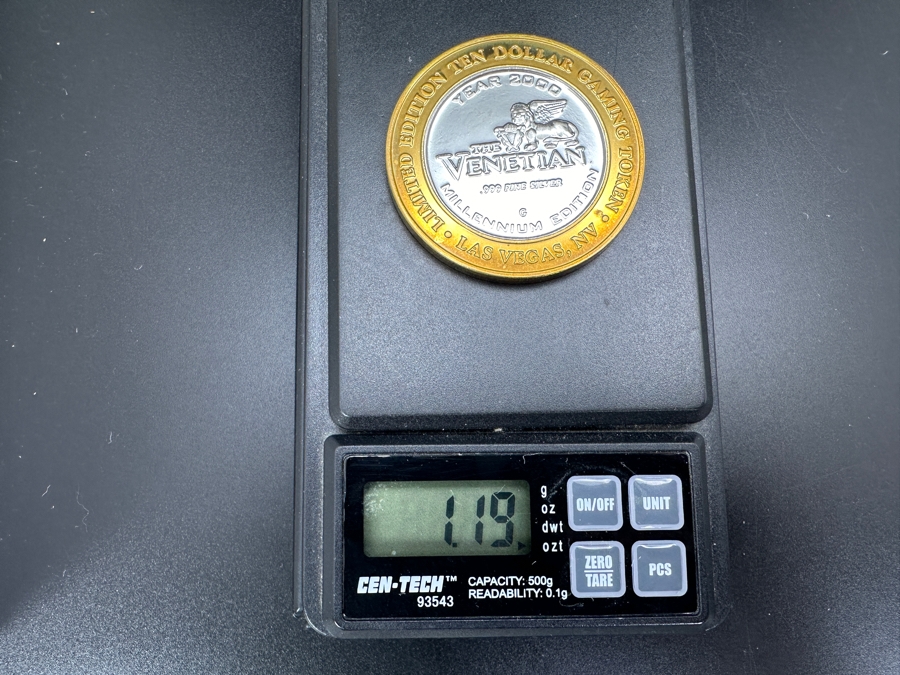 LIMITED EDITION TEN DOLLAR GAMING TOKEN
• LAS VEGAS, NV •
YEAR 2000
THE
VENETIAN
.999 FINE SILVER
G
MILLENNIUM EDITION
1.19
g
oz
dwt
ozt
ON/OFF
UNIT
ZERO
TARE
PCS
CEN-TECH™
93543
CAPACITY: 500g
READABILITY: 0.1g